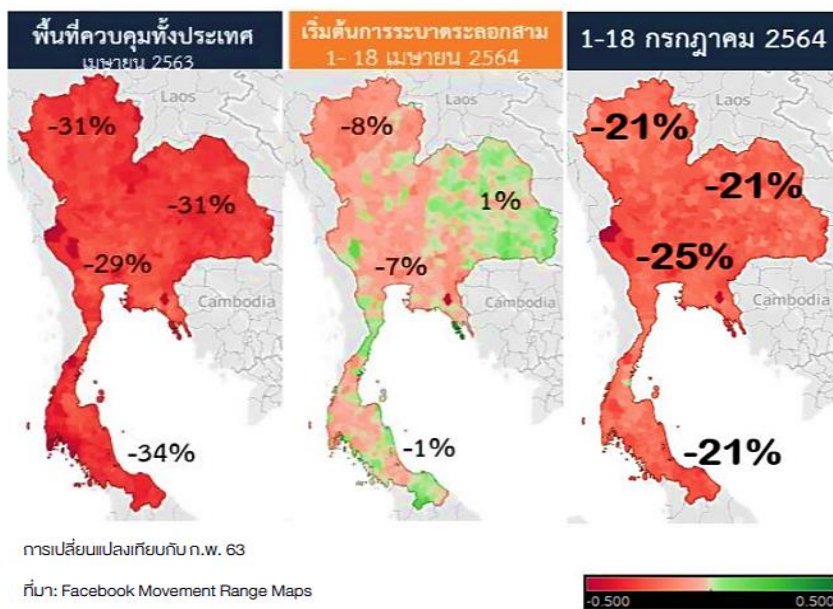 พื้นที่ควบคุมทั้งประเทศ
เมษายน 2563
เริ่มต้นการระบาดระลอกสาม
1- 18 เมษายน 2564
1-18 กรกฎาคม 2564
Laos
-31%
-31%
-29%
Cambodia
-34%
Laos
-8%
1%
-7%
Cambodia
-1%
Laos
-21%
-21%
-25%
Cambodia
-21%
การเปลี่ยนแปลงเทียบกับ ก.พ. 63
ที่มา: Facebook Movement Range Maps
-0.500 0.500